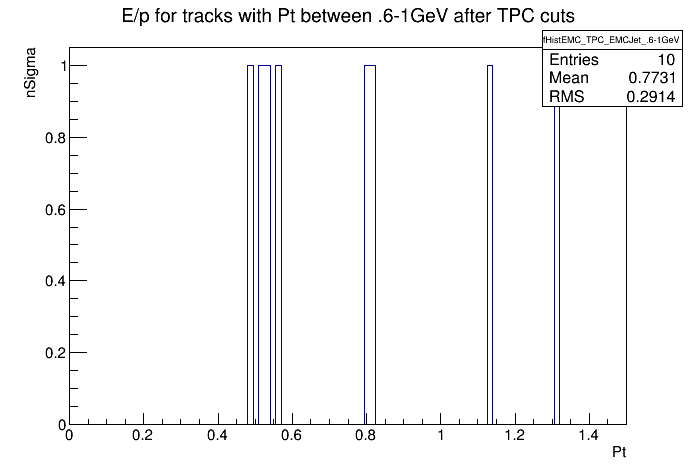 E/p for tracks with Pt between .6-1GeV after TPC cuts
fHistEMC_TPC_EMCJet_.6-1GeV
Entries 10
Mean 0.7731
RMS 0.2914
nSigma
1
0.8
0.6
0.4
0.2
0
0 0.2 0.4 0.6 0.8 1 1.2 1.4
Pt